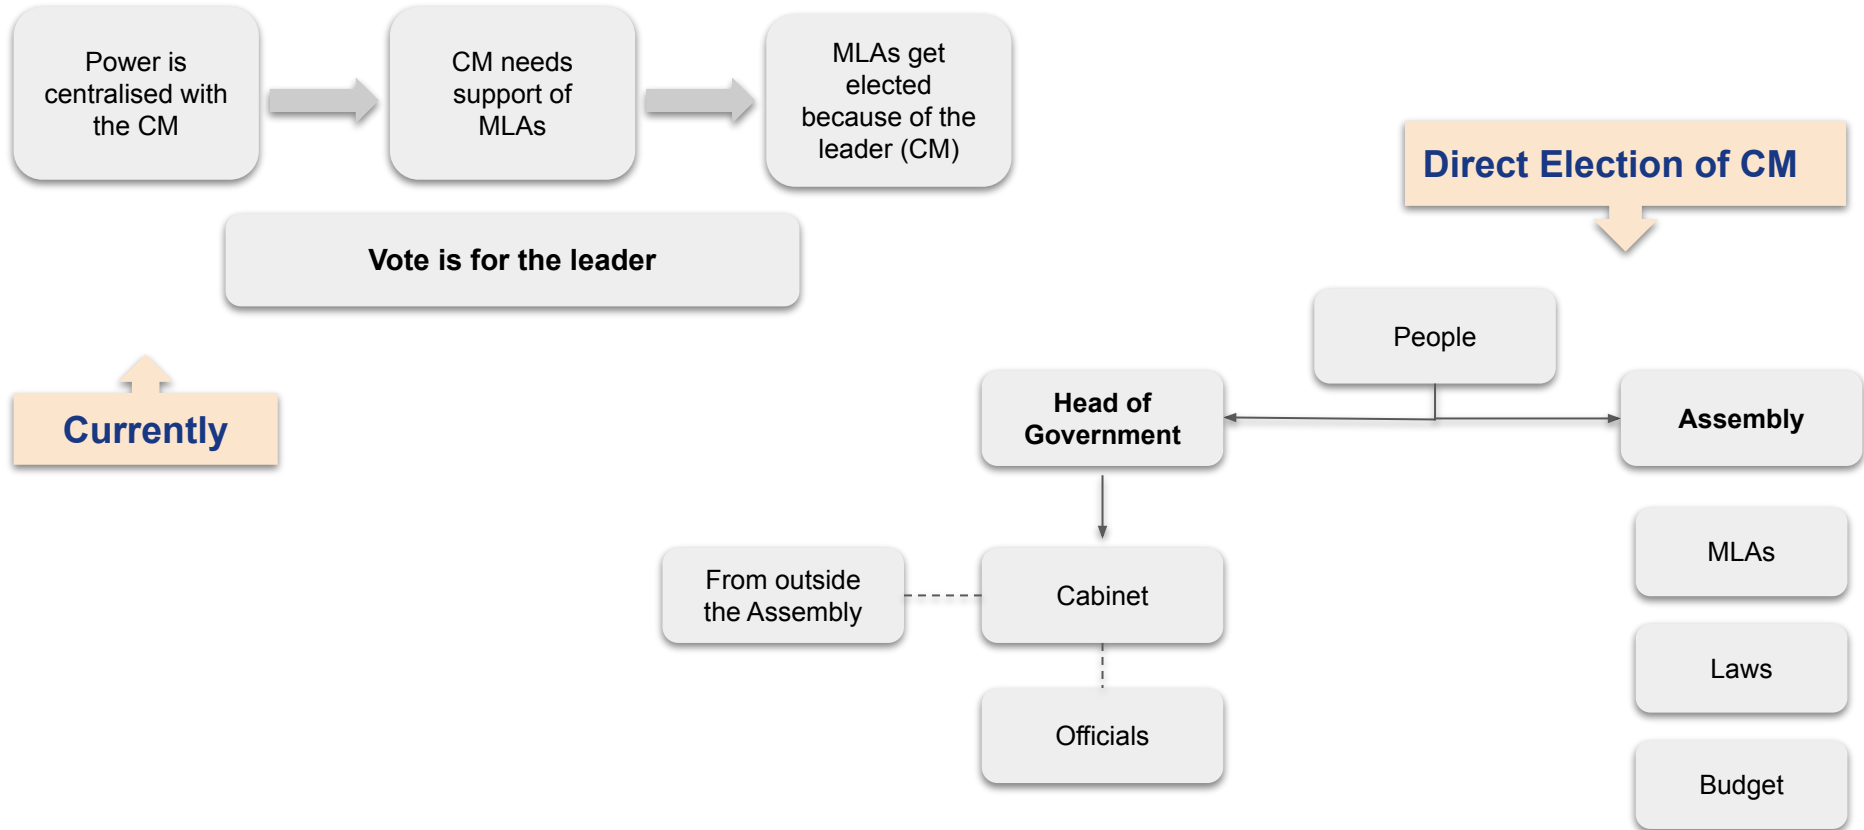 Power is
centralised with
the CM
CM needs
support of
MLAs
MLAs get
elected
because of the
leader (CM)
Vote is for the leader
Currently
Direct Election of CM
People
Head of
Government
Assembly
From outside
the Assembly
Cabinet
Officials
MLAs
Laws
Budget